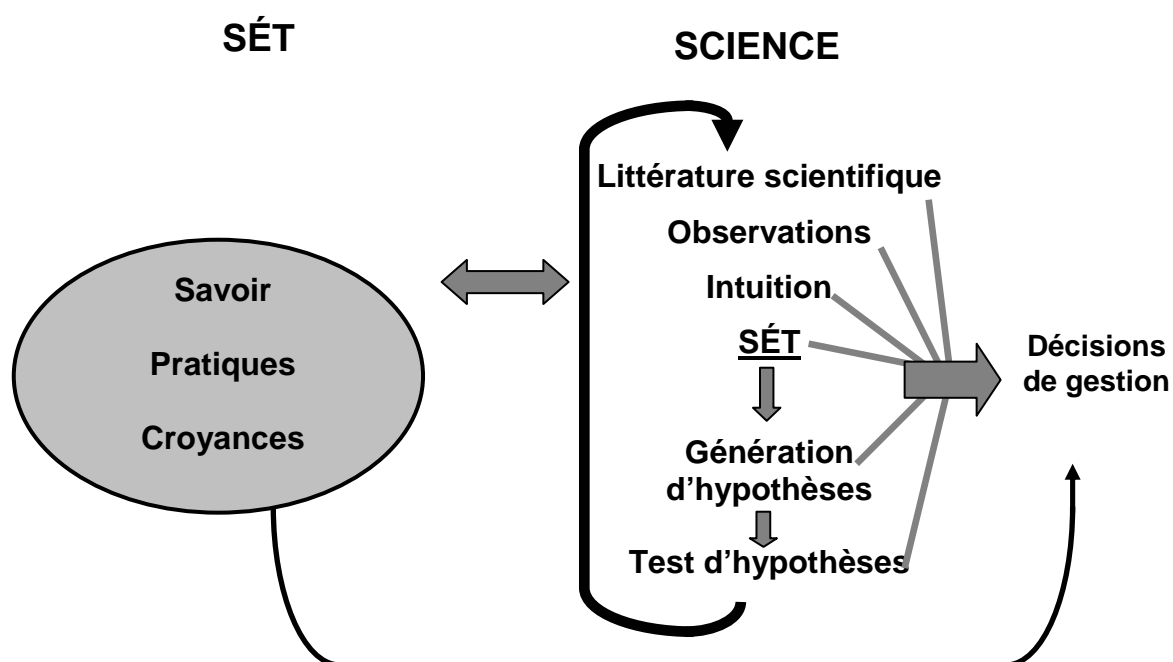 SÉT
SCIENCE
Savoir
Pratiques
Croyances
Littérature scientifique
Observations
Intuition
SÉT
Génération
d'hypothèses
Test d'hypothèses
Décisions
de gestion